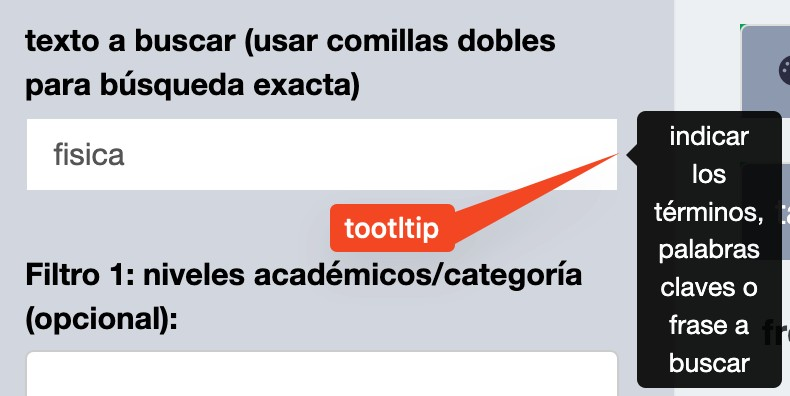 texto a buscar (usar comillas dobles
para búsqueda exacta)
fisica
tootltip
Filtro 1: niveles académicos/categoría
(opcional):
indicar
los
términos,
palabras
claves o
frase a
buscar